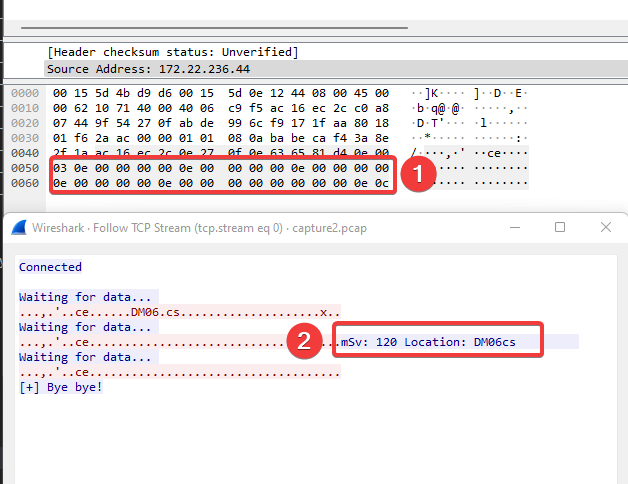 [Header checksum status: Unverified]
Source Address: 172.22.236.44
0000 00 15 5d 4b d9 d6 00 15 5d 0e 12 44 08 00 45 00 ··]K···· ]··D··E·
0010 00 62 10 71 40 00 40 06 c9 f5 ac 16 ec 2c c0 a8 ·b·q@·@· ·····,··
0020 07 44 9f 54 27 0f ab de 99 6c f9 17 1f aa 80 18 ·D·T'··· ·l······
0030 01 f6 2a ac 00 00 01 01 08 0a ba be ca f4 3a 8e ··*····· ······:·
0040 2f 1a ac 16 ec 2c 0e 27 0f 0e 63 65 81 d4 0e 00 /····,·' ··ce····
0050 03 0e 00 00 00 00 0e 00 00 00 00 0e 00 00 00 00
0060 0e 00 00 00 00 0e 00 00 00 00 00 00 00 00 0e 0c
1
Wireshark · Follow TCP Stream (tcp.stream eq 0) · capture2.pcap
Connected
Waiting for data...
...,.'..ce......DM06.cs....................x..
Waiting for data...
2
mSv: 120 Location: DM06cs
Waiting for data...
...,.'..ce....................................
[+] Bye bye!